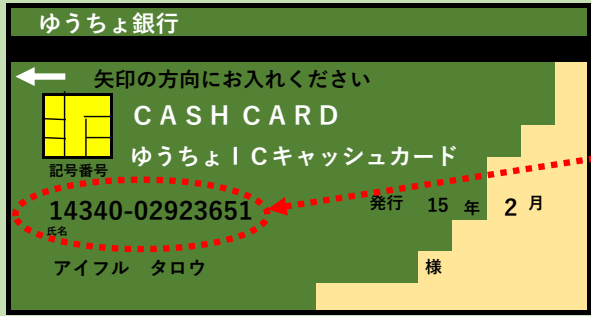 ゆうちょ銀行
矢印の方向にお入れください
CASH CARD
ゆうちょICキャッシュカード
記号番号
14340-02923651 発行 15 年 2 月
氏名
アイフル タロウ 様